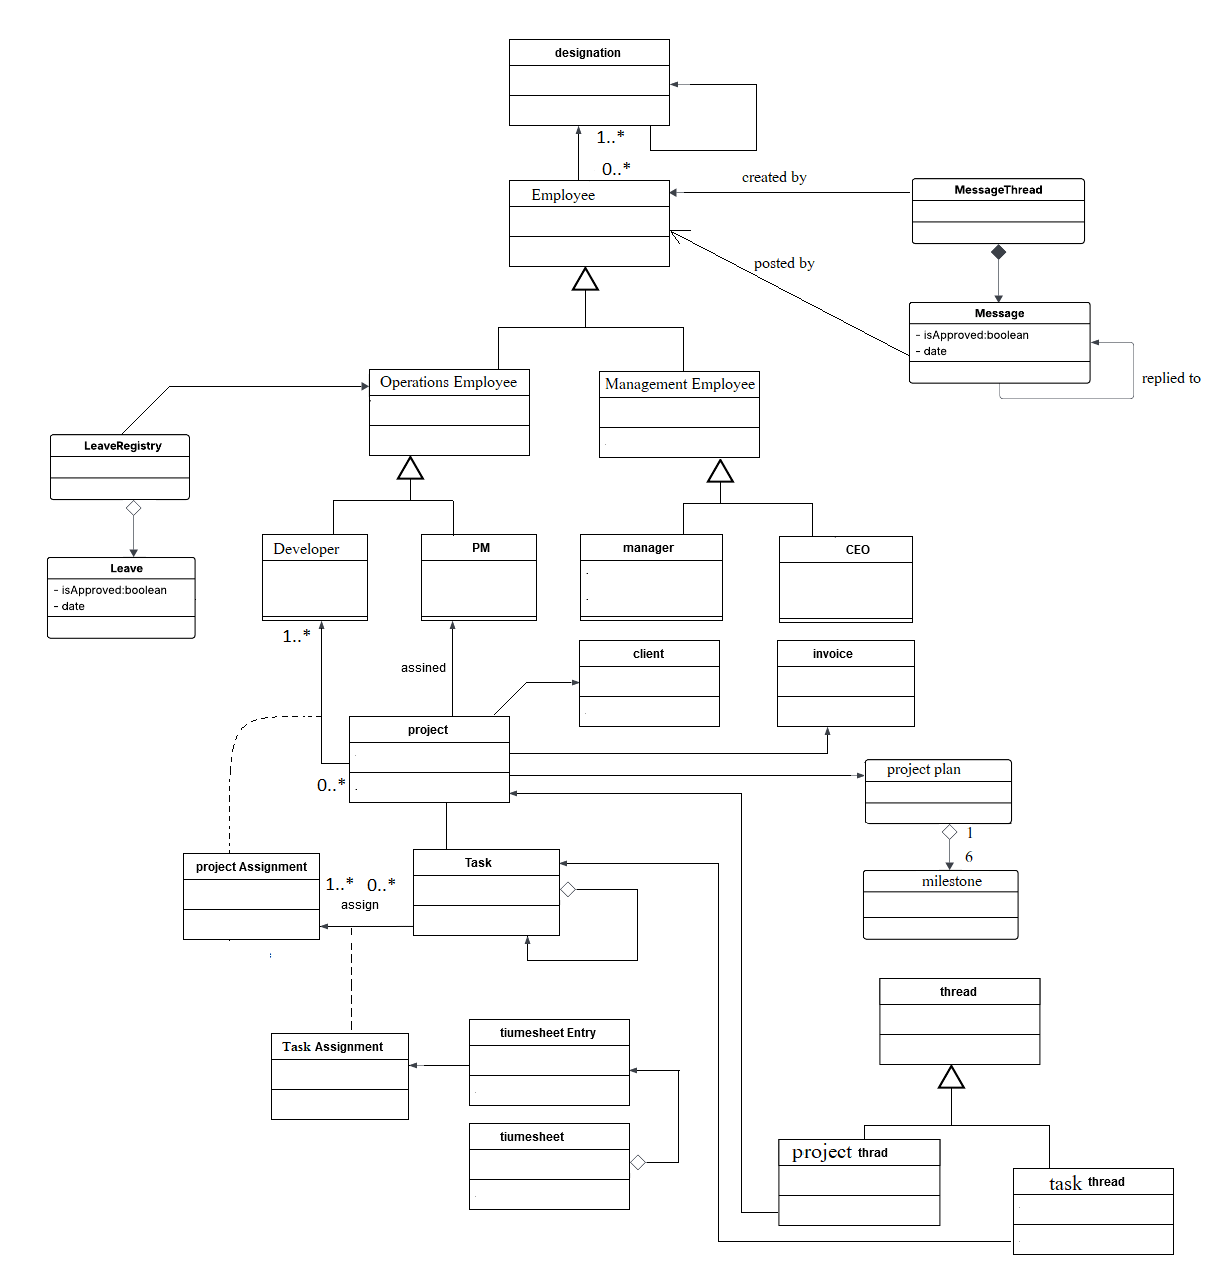 designation
1..*
0..*
Employee
created by
MessageThread
posted by
Message
- isApproved:boolean
- date
replied to
Operations Employee
Management Employee
LeaveRegistry
Leave
- isApproved:boolean
- date
Developer
PM
manager
CEO
1..*
assined
client
invoice
project
0..*
project plan
1
6
milestone
project Assignment
1..*
0..*
assign
Task
thread
Task Assignment
tiumesheet Entry
tiumesheet
project thrad
task thread